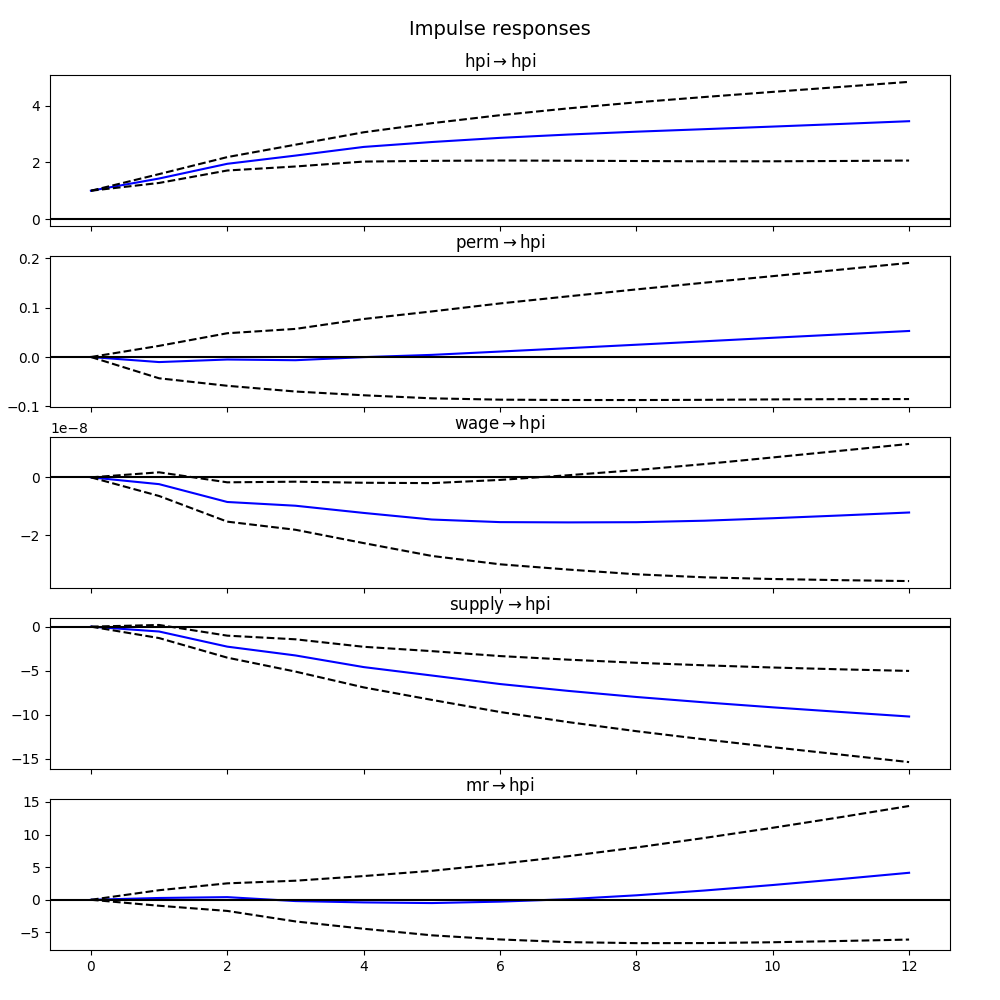 Impulse responses
hpi → hpi
4
2
0
perm → hpi
0.2
0.1
0.0
−0.1
1e−8
wage → hpi
0
−2
supply → hpi
0
−5
−10
−15
mr → hpi
15
10
5
0
−5
0 2 4 6 8 10 12